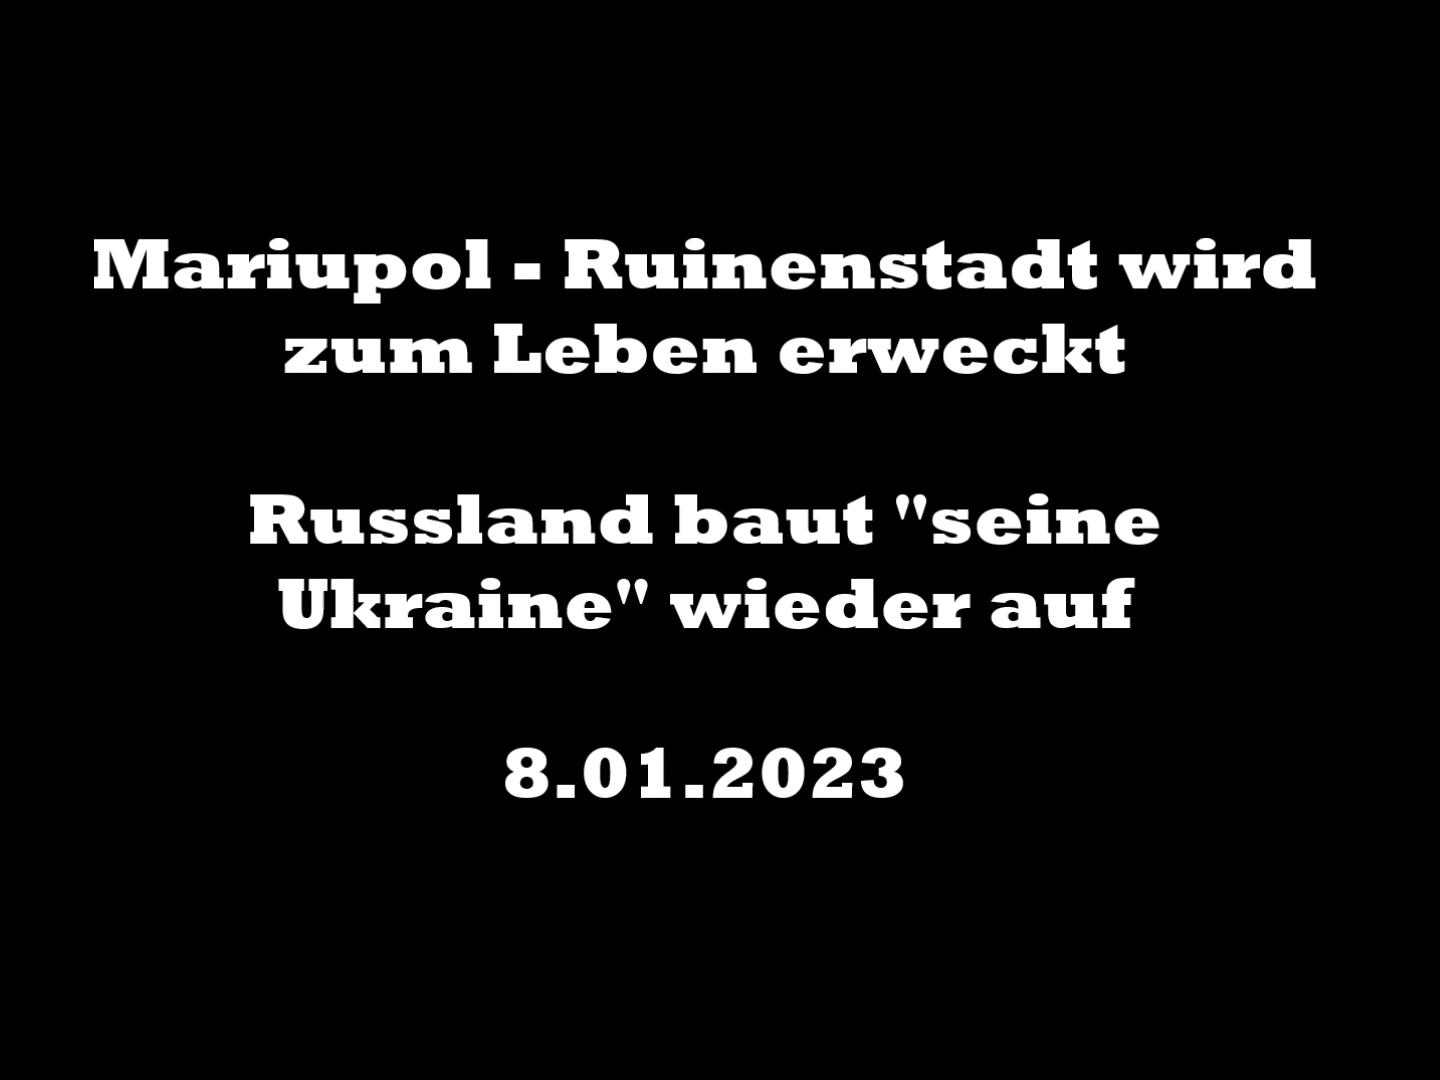 Mariupol - Ruinenstadt wird
zum Leben erweckt
Russland baut "seine
Ukraine" wieder auf
8.01.2023